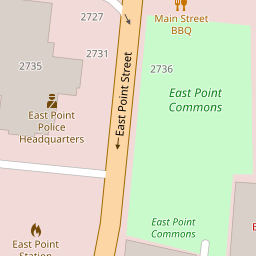 2727
Main Street
BBQ
2731
East Point Street
2735
2736
East Point
Commons
East Point
Police
Headquarters
East Point
Commons
East Point
Station